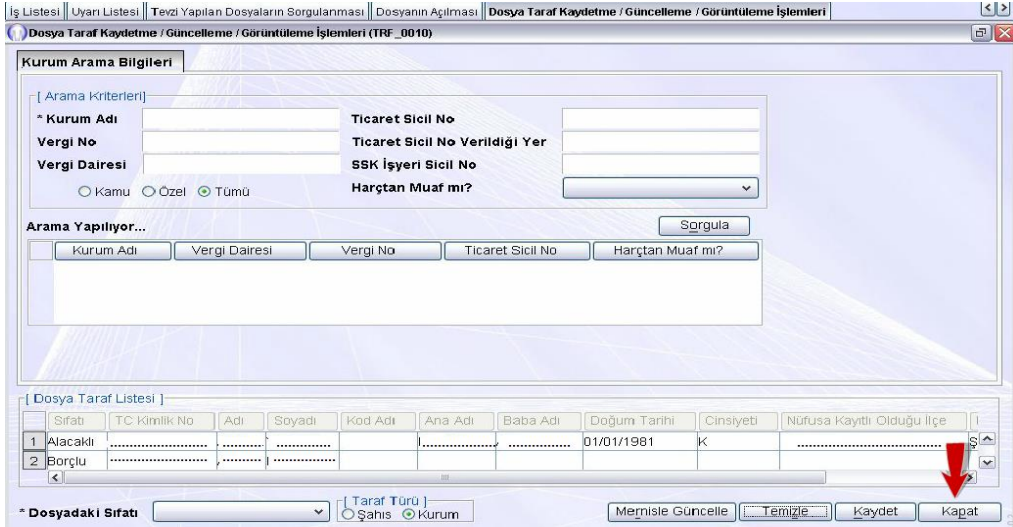 İş Listesi Uyarı Listesi Tevzi Yapılan Dosyaların Sorgulanması Dosyanın Açılması Dosya Taraf Kaydetme / Güncelleme / Görüntüleme İşlemleri
Dosya Taraf Kaydetme / Güncelleme / Görüntüleme İşlemleri (TRF_0010)
Kurum Arama Bilgileri
[ Arama Kriterleri]
* Kurum Adı Ticaret Sicil No
Vergi No Ticaret Sicil No Verildiği Yer
Vergi Dairesi SSK İşyeri Sicil No
Kamu Özel Tümü Harçtan Muaf mı?
Arama Yapılıyor... Sorgula
Kurum Adı Vergi Dairesi Vergi No Ticaret Sicil No Harçtan Muaf mı?
[ Dosya Taraf Listesi ]
Sıfatı TC Kimlik No Adı Soyadı Kod Adı Ana Adı Baba Adı Doğum Tarihi Cinsiyeti Nüfusa Kayıtlı Olduğu İlçe
1 Alacaklı 01/01/1981 K Ş
2 Borçlu
[ Taraf Türü ]
* Dosyadaki Sıfatı Şahıs Kurum Mernisle Güncelle Temizle Kaydet Kapat